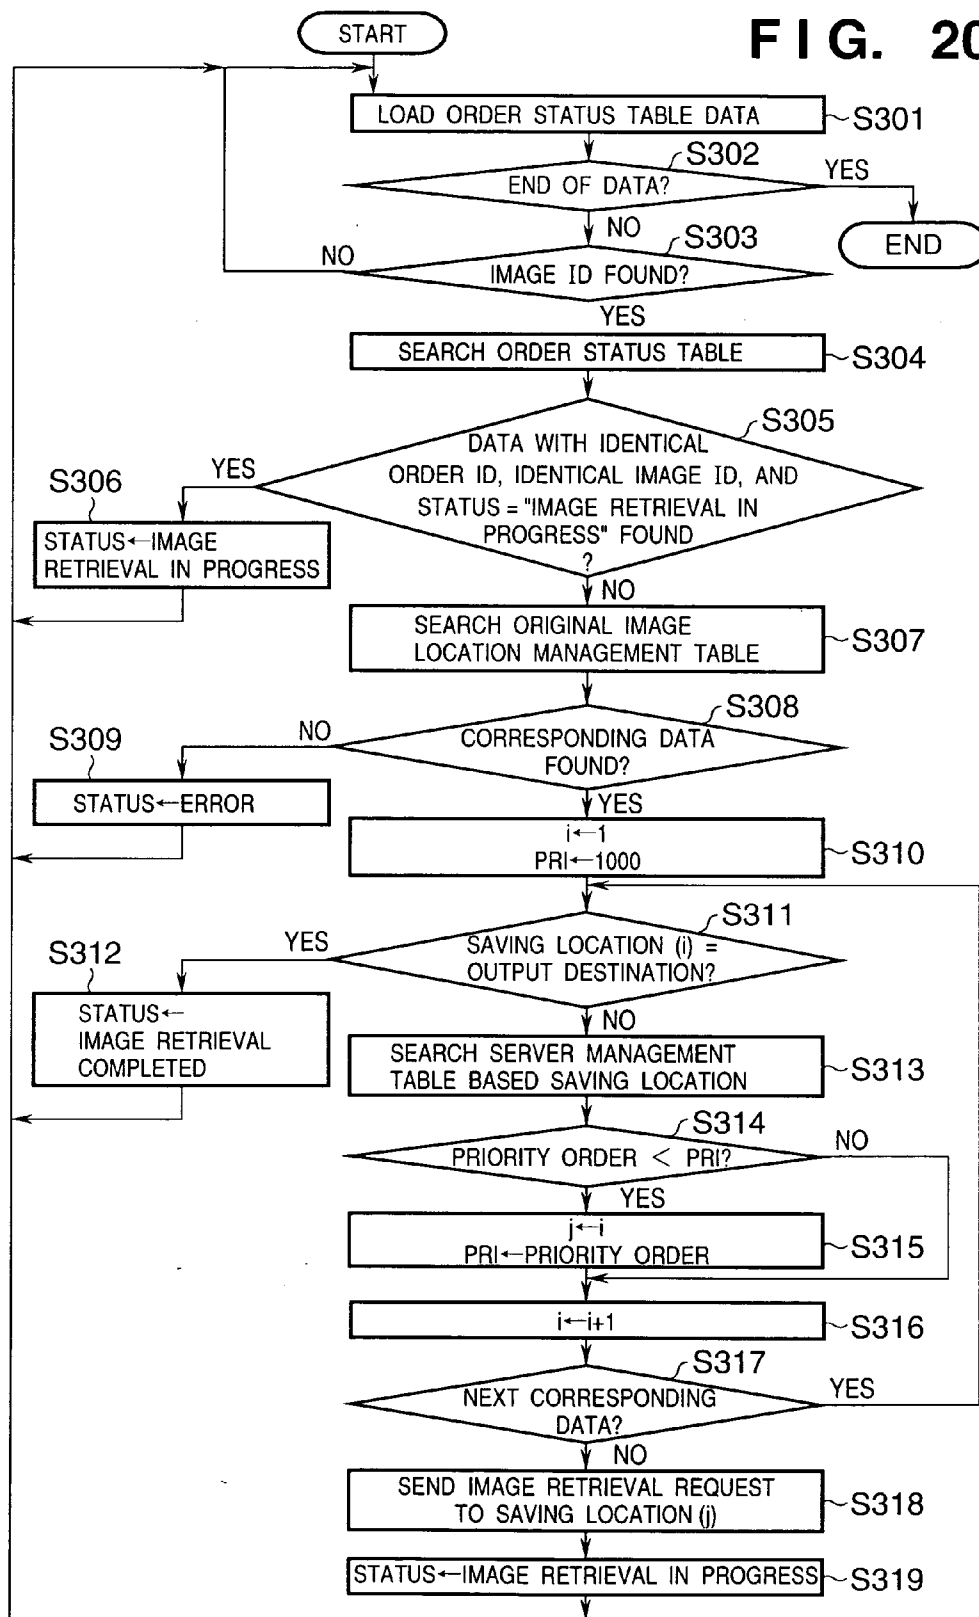 START
FIG. 20
LOAD ORDER STATUS TABLE DATA
S301
S302
END OF DATA?
YES
NO
END
S303
NO
IMAGE ID FOUND?
YES
SEARCH ORDER STATUS TABLE
S304
S305
DATA WITH IDENTICAL
ORDER ID, IDENTICAL IMAGE ID, AND
STATUS = "IMAGE RETRIEVAL IN
PROGRESS" FOUND
?
YES
S306
STATUS←IMAGE
RETRIEVAL IN PROGRESS
NO
SEARCH ORIGINAL IMAGE
LOCATION MANAGEMENT TABLE
S307
S308
CORRESPONDING DATA
FOUND?
NO
S309
STATUS←ERROR
YES
i←1
PRI←1000
S310
S311
SAVING LOCATION (i) =
OUTPUT DESTINATION?
YES
S312
STATUS←
IMAGE RETRIEVAL
COMPLETED
NO
SEARCH SERVER MANAGEMENT
TABLE BASED SAVING LOCATION
S313
S314
PRIORITY ORDER < PRI?
NO
YES
j←i
PRI←PRIORITY ORDER
S315
i←i+1
S316
S317
NEXT CORRESPONDING
DATA?
YES
NO
SEND IMAGE RETRIEVAL REQUEST
TO SAVING LOCATION (j)
S318
STATUS←IMAGE RETRIEVAL IN PROGRESS
S319